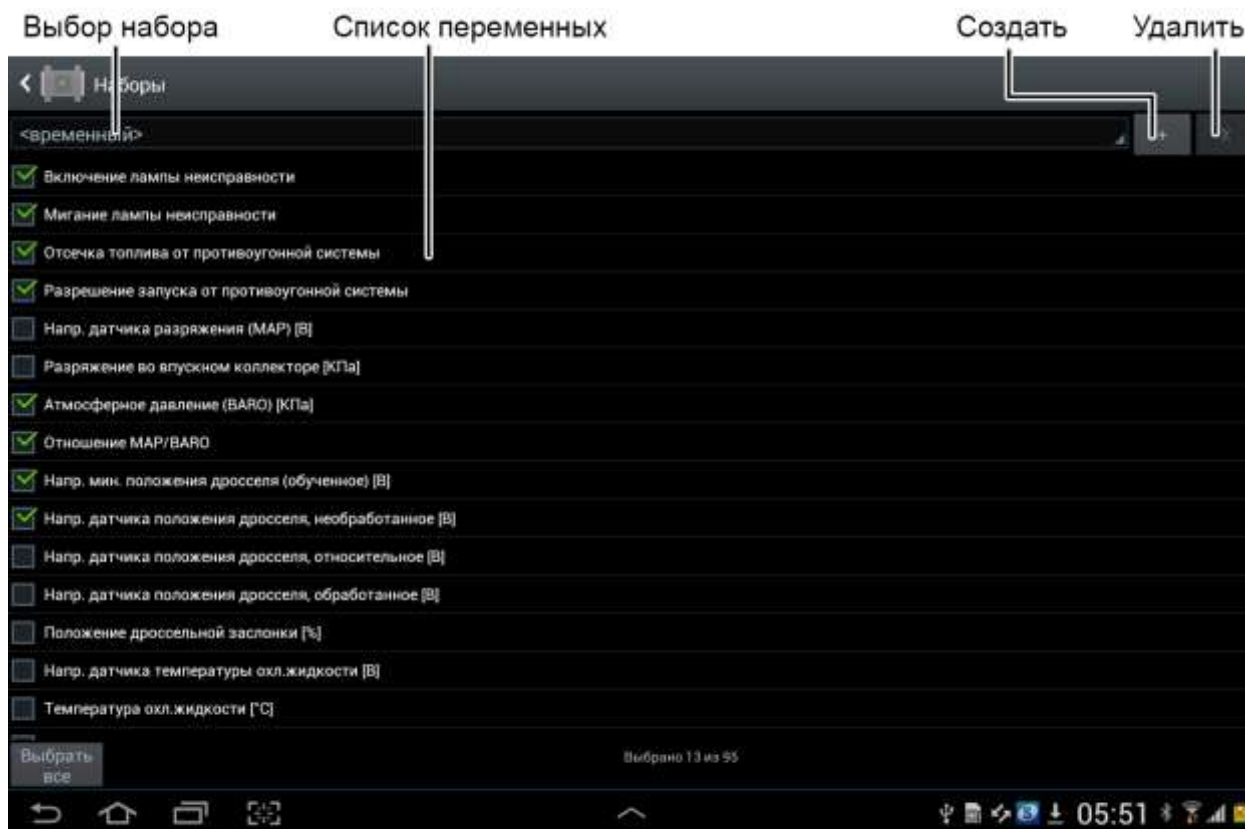 Выбор набора Список переменных Создать Удалить
Наборы
<временный> +
Включение лампы неисправности
Мигание лампы неисправности
Отсечка топлива от противоугонной системы
Разрешение запуска от противоугонной системы
Напр. датчика разряжения (MAP) [В]
Разряжение во впускном коллекторе [КПа]
Атмосферное давление (BARO) [КПа]
Отношение MAP/BARO
Напр. мин. положения дросселя (обученное) [В]
Напр. датчика положения дросселя, необработанное [В]
Напр. датчика положения дросселя, относительное [В]
Напр. датчика положения дросселя, обработанное [В]
Положение дроссельной заслонки [%]
Напр. датчика температуры охл.жидкости [В]
Температура охл.жидкости [°C]
Выбрать все
Выбрано 13 из 95
05:51